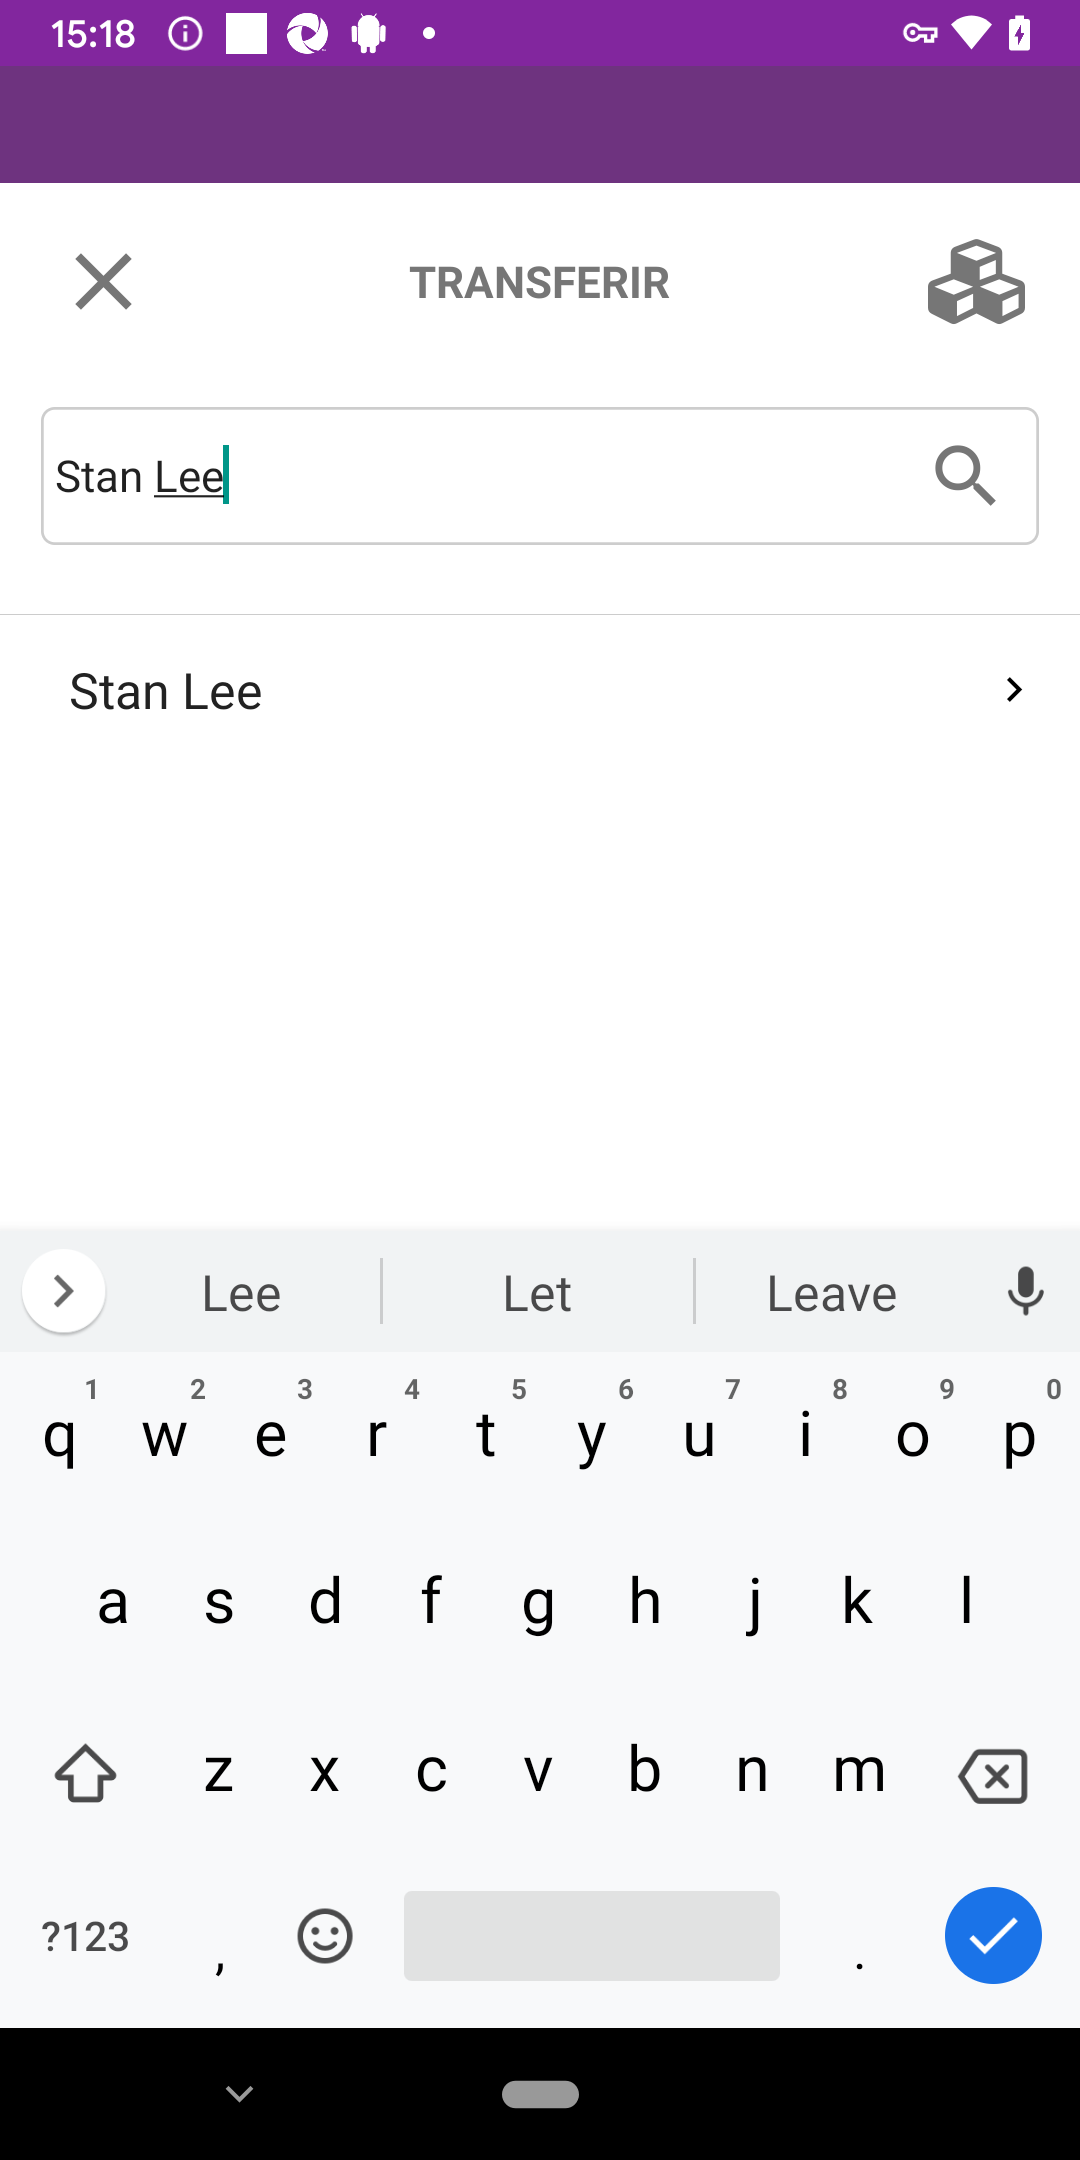 15:18
TRANSFERIR
Stan Lee
Stan Lee
Lee Let Leave
1 2 3 4 5 6 7 8 9 0
q w e r t y u i o p
a s d f g h j k l
z x c v b n m
?123 , .